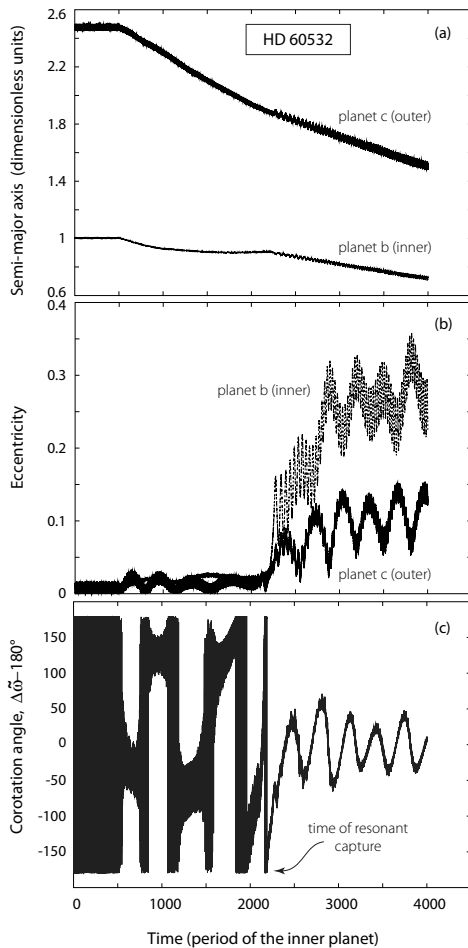 HD 60532
(a)
Semi-major axis (dimensionless units)
2.6
2.2
1.8
1.4
1
0.6
planet c (outer)
planet b (inner)
(b)
Eccentricity
0.4
0.3
0.2
0.1
0
planet b (inner)
planet c (outer)
(c)
Corotation angle, Δω̃–180°
150
100
50
0
-50
-100
-150
time of resonant
capture
0 1000 2000 3000 4000
Time (period of the inner planet)